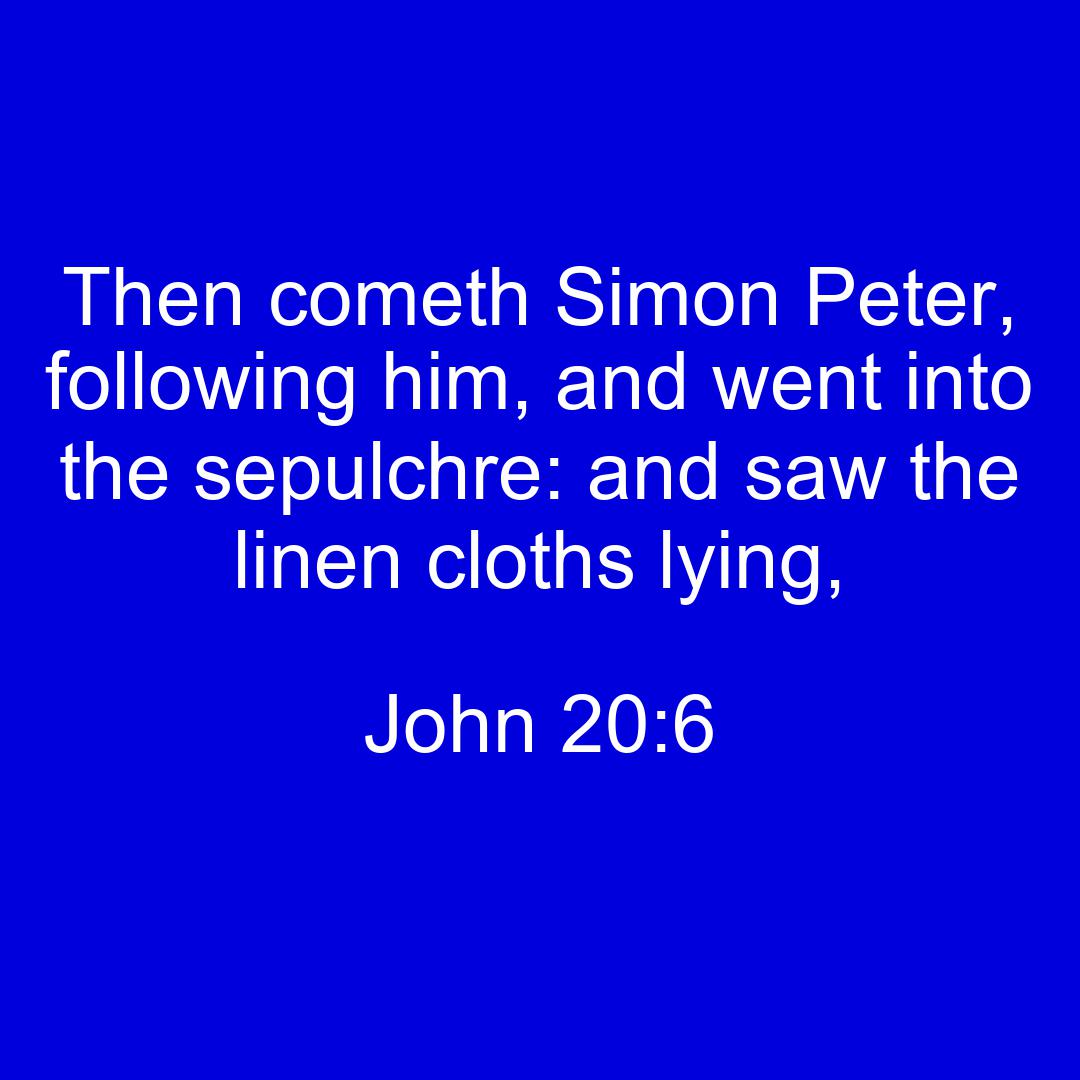 Then cometh Simon Peter,
following him, and went into
the sepulchre: and saw the
linen cloths lying,
John 20:6